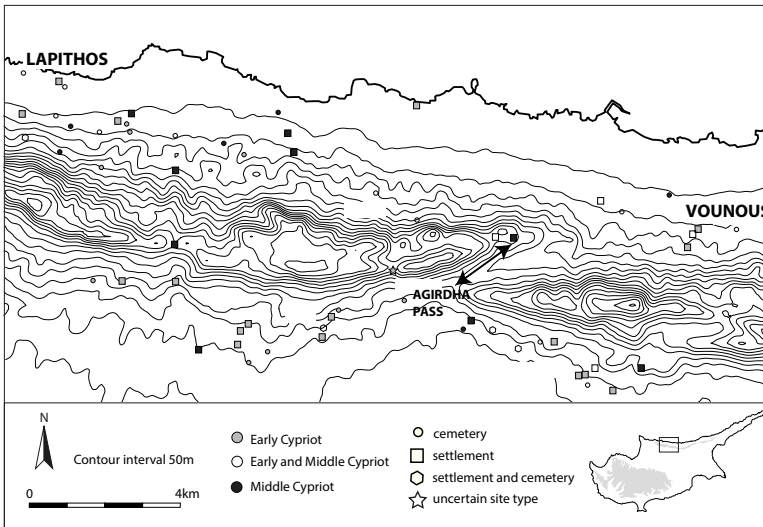 LAPITHOS
VOUNOUS
AGIRDHA
PASS
N
Contour interval 50m
0 4km
Early Cypriot
Early and Middle Cypriot
Middle Cypriot
cemetery
settlement
settlement and cemetery
uncertain site type